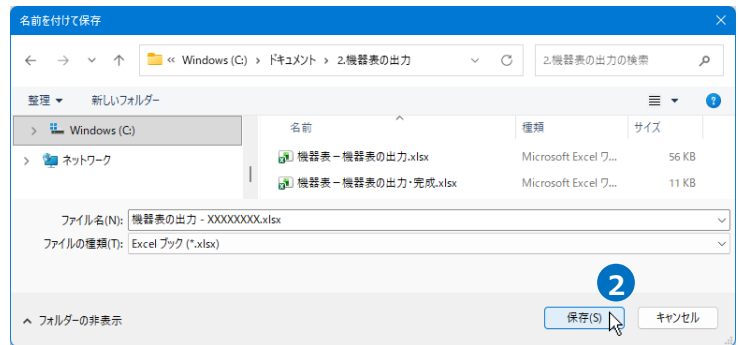 名前を付けて保存
« Windows (C:) › ドキュメント › 2.機器表の出力
2.機器表の出力の検索
整理 新しいフォルダー
Windows (C:)
ネットワーク
名前 種類 サイズ
機器表－機器表の出力.xlsx Microsoft Excel ワ... 56 KB
機器表－機器表の出力・完成.xlsx Microsoft Excel ワ... 11 KB
ファイル名(N): 機器表の出力 - XXXXXXXX.xlsx
ファイルの種類(T): Excel ブック (*.xlsx)
2
フォルダーの非表示 保存(S) キャンセル